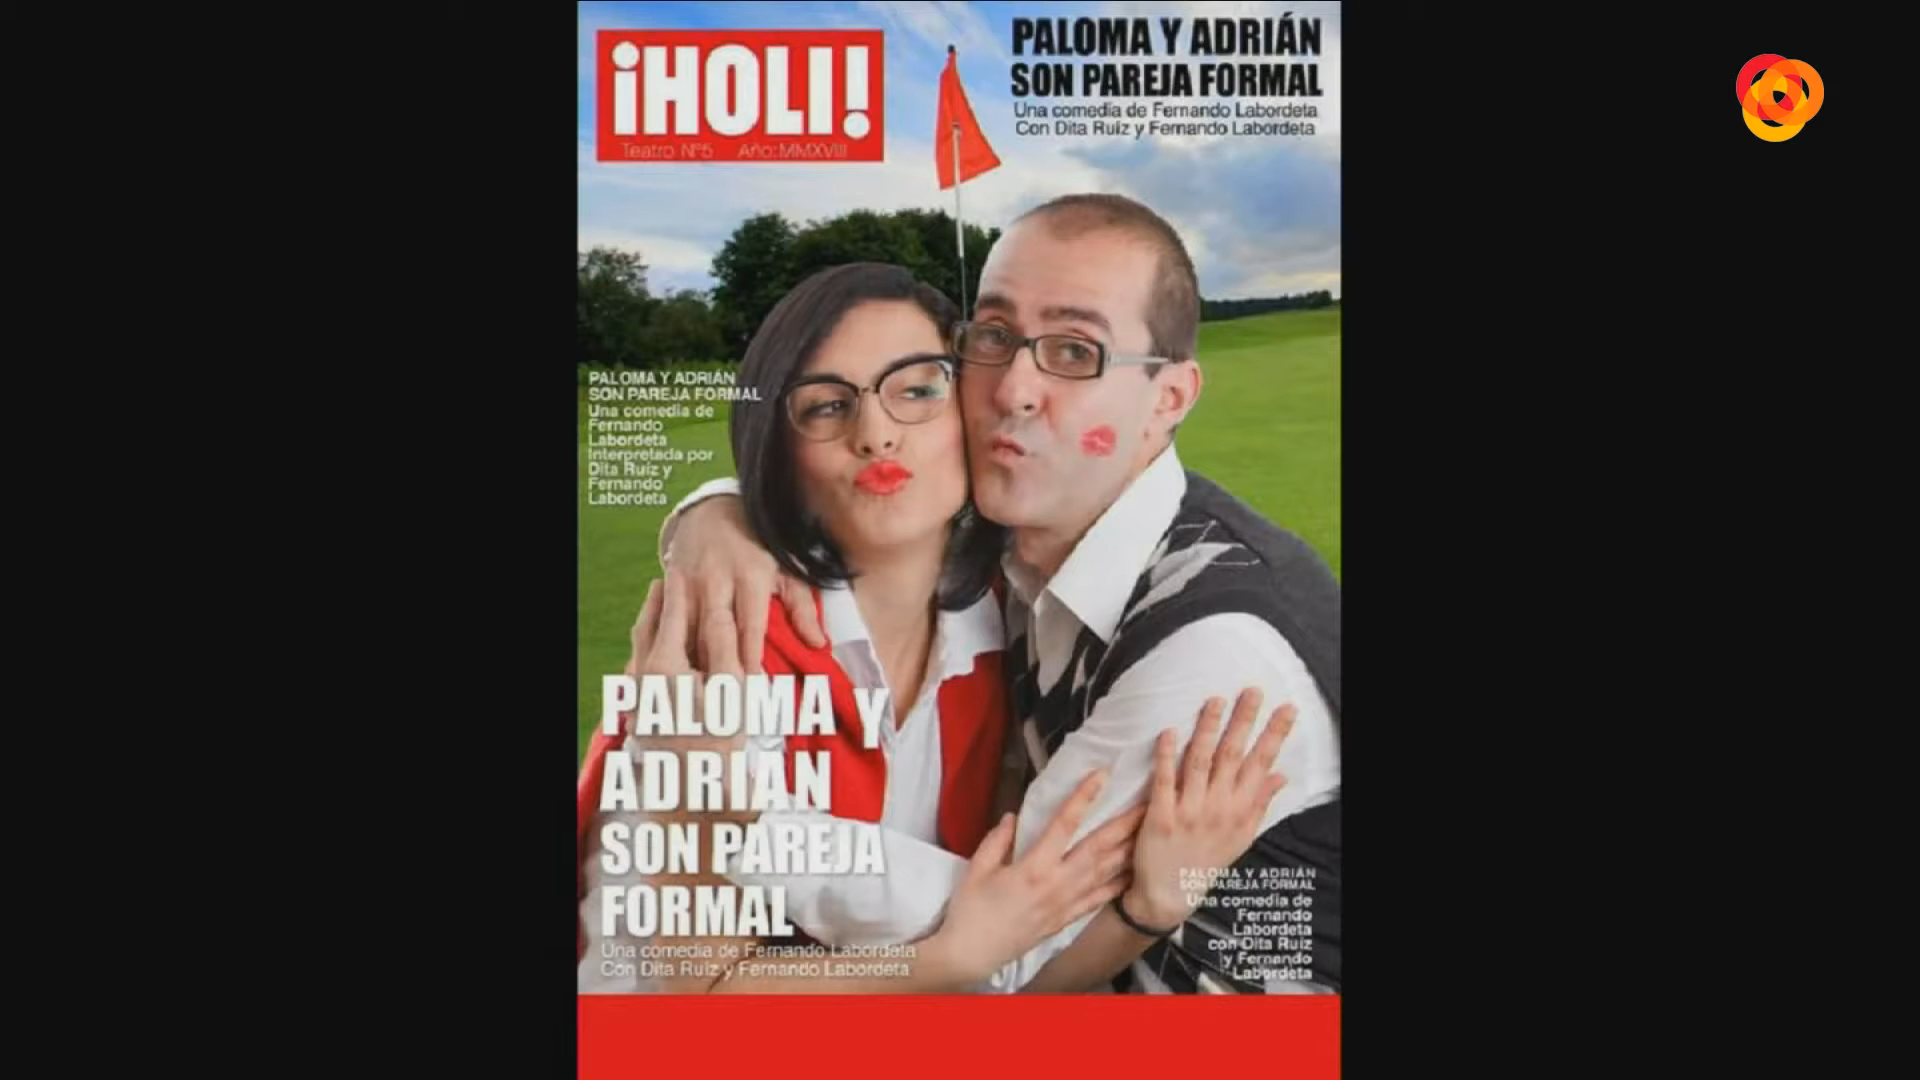 ¡HOLI!
Teatro Nº5 Año: MMXVIII
PALOMA Y ADRIÁN
SON PAREJA FORMAL
Una comedia de Fernando Labordeta
Con Dita Ruiz y Fernando Labordeta
PALOMA Y ADRIÁN
SON PAREJA FORMAL
Una comedia de
Fernando
Labordeta
Interpretada por
Dita Ruiz y
Fernando
Labordeta
PALOMA Y
ADRIÁN
SON PAREJA
FORMAL
Una comedia de Fernando Labordeta
Con Dita Ruiz y Fernando Labordeta
PALOMA Y ADRIÁN
SON PAREJA FORMAL
Una comedia de
Fernando
Labordeta
con Dita Ruiz
y Fernando
Labordeta